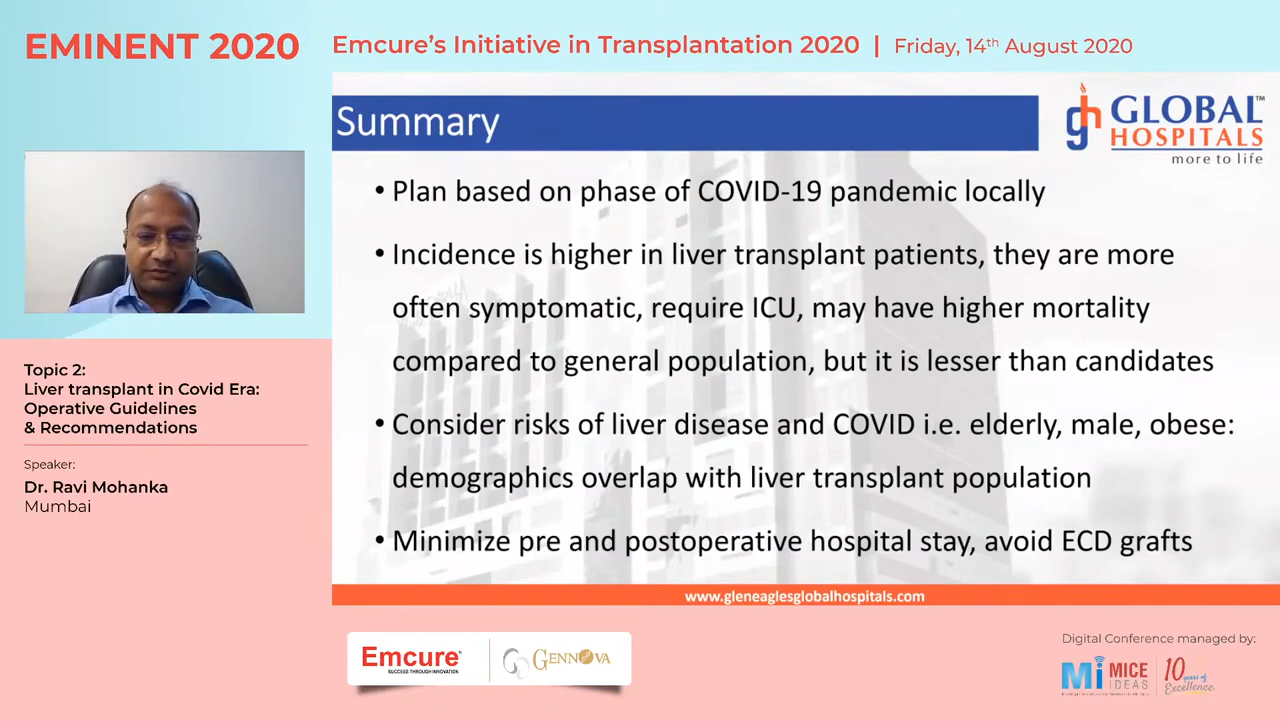 EMINENT 2020
Emcure's Initiative in Transplantation 2020 | Friday, 14th August 2020
Summary
GLOBAL™
HOSPITALS
more to life
• Plan based on phase of COVID-19 pandemic locally
• Incidence is higher in liver transplant patients, they are more
often symptomatic, require ICU, may have higher mortality
compared to general population, but it is lesser than candidates
• Consider risks of liver disease and COVID i.e. elderly, male, obese:
demographics overlap with liver transplant population
• Minimize pre and postoperative hospital stay, avoid ECD grafts
www.gleneaglesglobalhospitals.com
Topic 2:
Liver transplant in Covid Era:
Operative Guidelines
& Recommendations
Speaker:
Dr. Ravi Mohanka
Mumbai
Emcure
SUCCESS THROUGH INNOVATION
GENNOVA
Digital Conference managed by:
Mi MICE
IDEAS
10 years of
Excellence